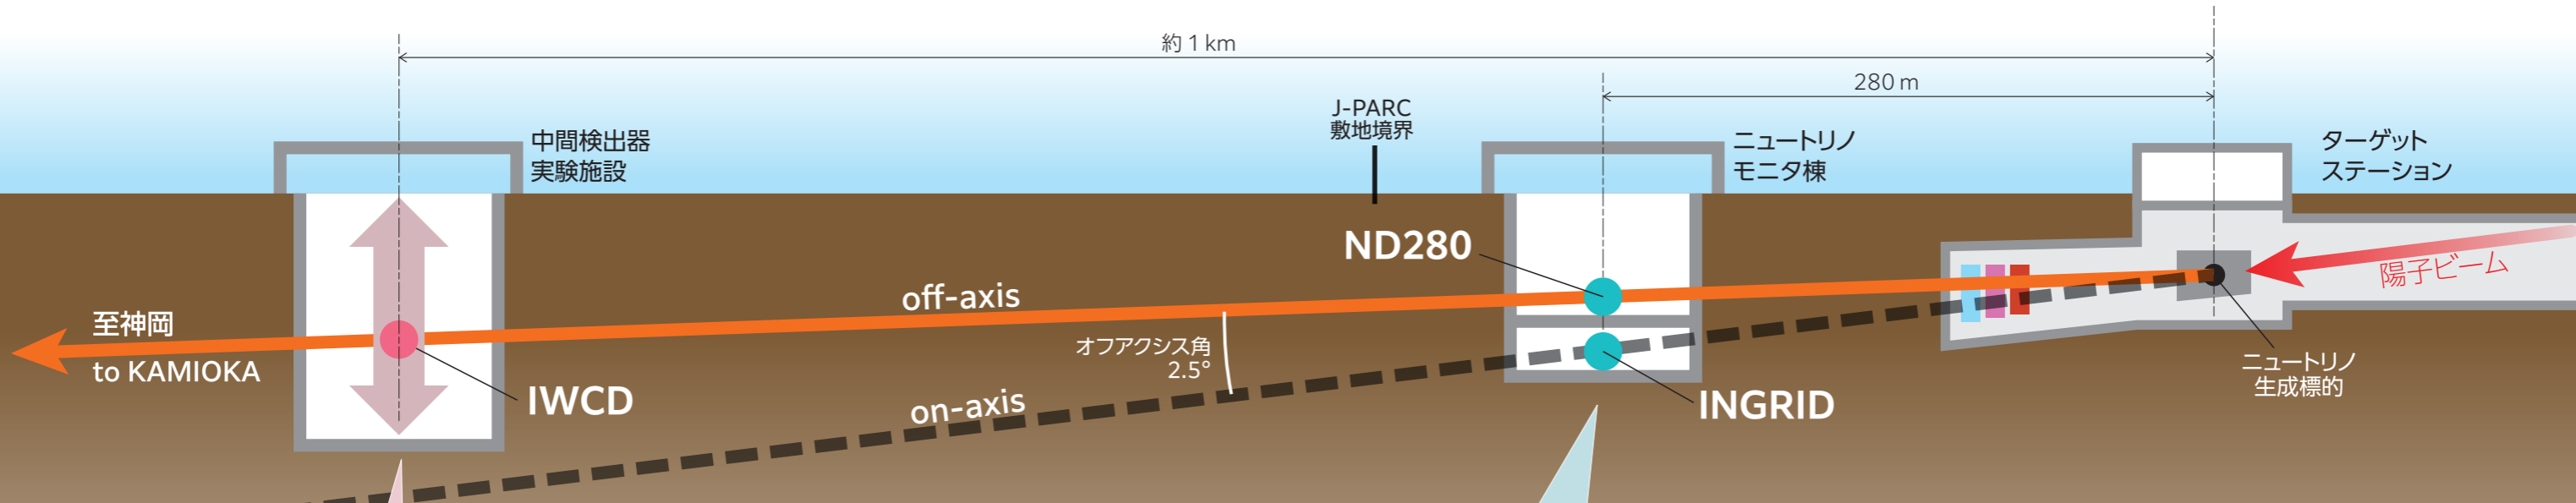 約 1 km
280 m
J-PARC
敷地境界
中間検出器
実験施設
ニュートリノ
モニタ棟
ターゲット
ステーション
ND280
陽子ビーム
off-axis
至神岡
to KAMIOKA
オフアクシス角
2.5°
ニュートリノ
生成標的
IWCD
on-axis
INGRID